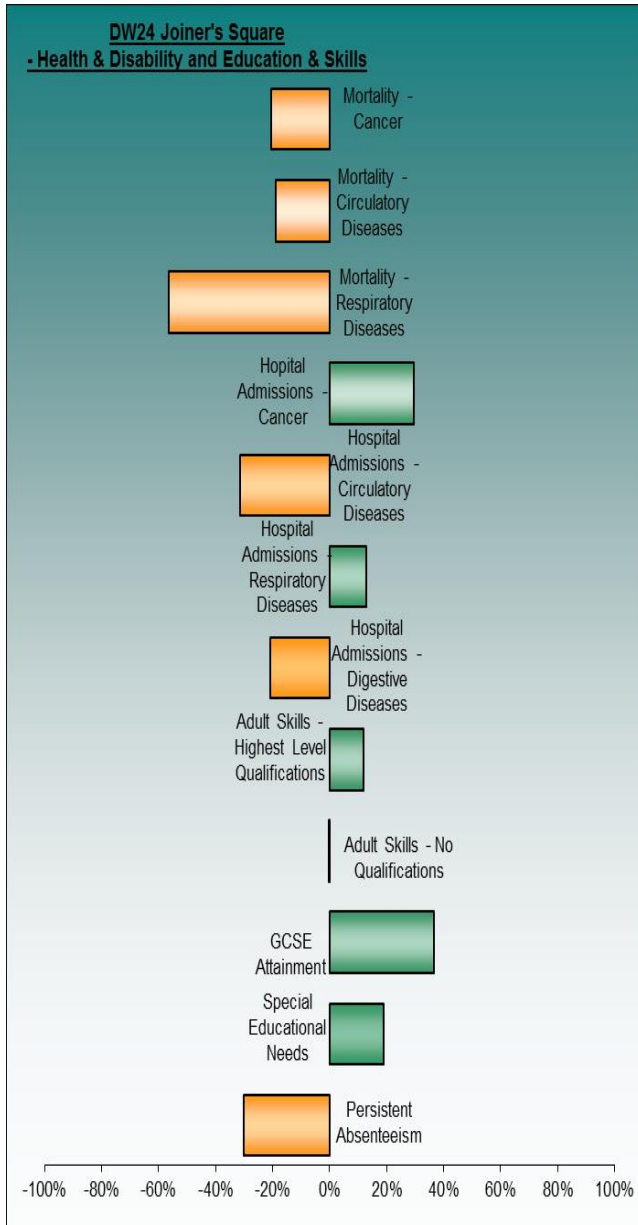 DW24 Joiner's Square
- Health & Disability and Education & Skills
Mortality -
Cancer
Mortality -
Circulatory
Diseases
Mortality -
Respiratory
Diseases
Hopital
Admissions -
Cancer
Hospital
Admissions -
Circulatory
Diseases
Hospital
Admissions -
Respiratory
Diseases
Hospital
Admissions -
Digestive
Diseases
Adult Skills -
Highest Level
Qualifications
Adult Skills - No
Qualifications
GCSE
Attainment
Special
Educational
Needs
Persistent
Absenteeism
-100% -80% -60% -40% -20% 0% 20% 40% 60% 80% 100%